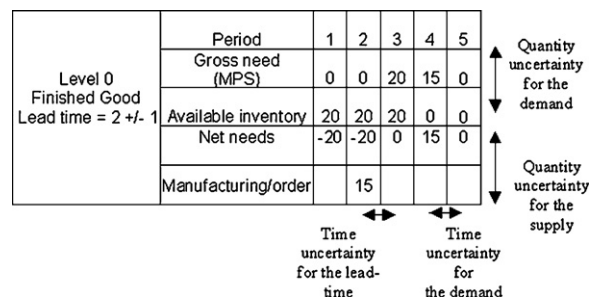 Period 1 2 3 4 5
Gross need
(MPS) 0 0 20 15 0
Level 0
Finished Good
Lead time = 2 +/- 1
Available inventory 20 20 20 0 0
Net needs -20 -20 0 15 0
Manufacturing/order 15
Quantity
uncertainty
for the
demand
Quantity
uncertainty
for the
supply
Time
uncertainty
for the lead-
time
Time
uncertainty
for
the demand